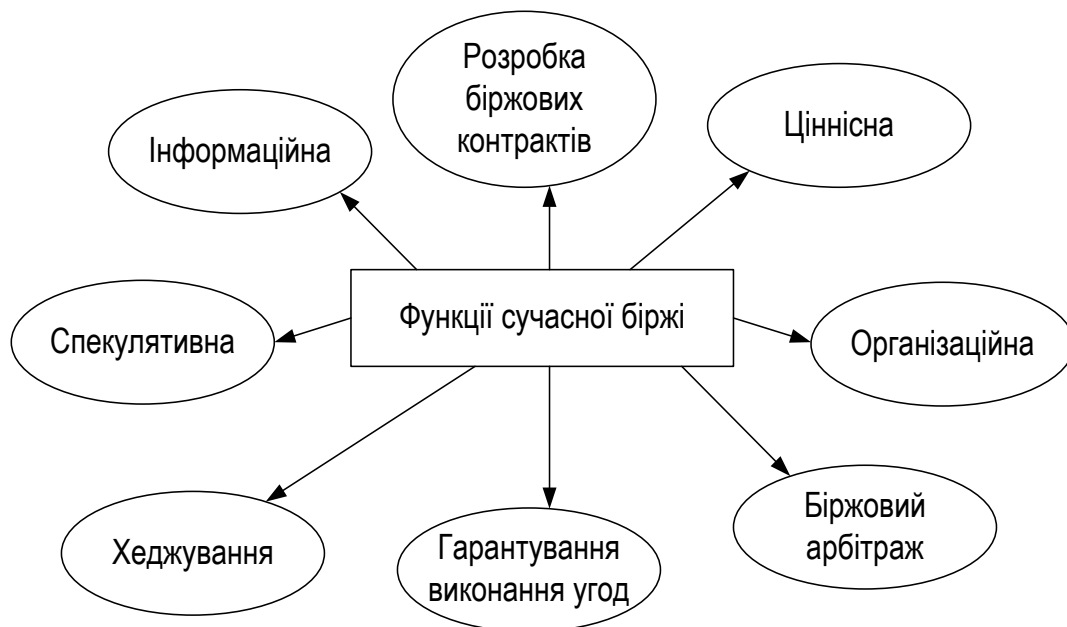 Розробка
біржових
контрактів
Інформаційна
Ціннісна
Функції сучасної біржі
Спекулятивна
Організаційна
Хеджування
Гарантування
виконання угод
Біржовий
арбітраж